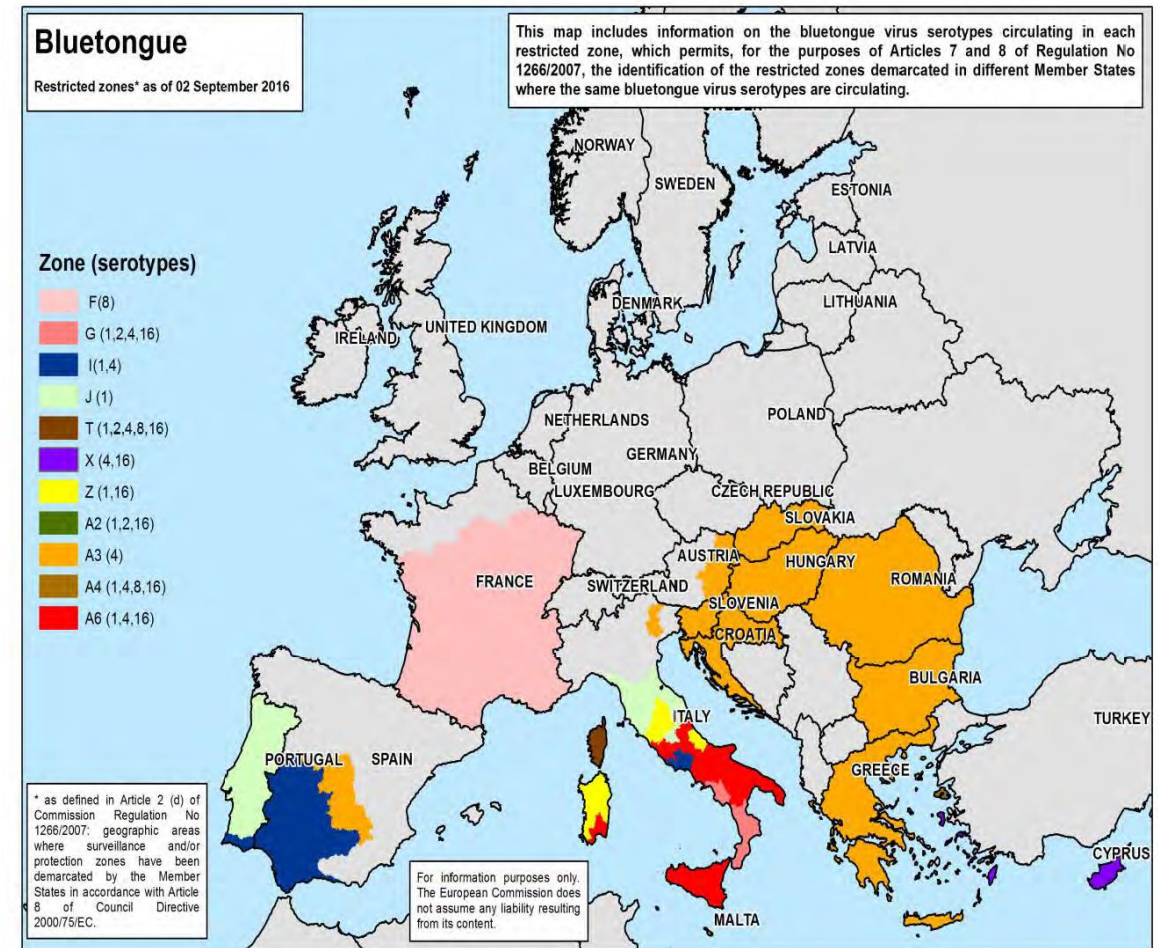 Bluetongue
Restricted zones* as of 02 September 2016
This map includes information on the bluetongue virus serotypes circulating in each
restricted zone, which permits, for the purposes of Articles 7 and 8 of Regulation No
1266/2007, the identification of the restricted zones demarcated in different Member States
where the same bluetongue virus serotypes are circulating.
NORWAY
SWEDEN
ESTONIA
LATVIA
LITHUANIA
DENMARK
IRELAND
UNITED KINGDOM
Zone (serotypes)
F(8)
G (1,2,4,16)
I(1,4)
J (1)
T (1,2,4,8,16)
X (4,16)
Z (1,16)
A2 (1,2,16)
A3 (4)
A4 (1,4,8,16)
A6 (1,4,16)
NETHERLANDS
POLAND
GERMANY
BELGIUM
LUXEMBOURG
CZECH REPUBLIC
SLOVAKIA
AUSTRIA
HUNGARY
FRANCE
SWITZERLAND
ROMANIA
SLOVENIA
CROATIA
BULGARIA
ITALY
TURKEY
PORTUGAL
SPAIN
GREECE
CYPRUS
MALTA
* as defined in Article 2 (d) of
Commission Regulation No
1266/2007: geographic areas
where surveillance and/or
protection zones have been
demarcated by the Member
States in accordance with Article
8 of Council Directive
2000/75/EC.
For information purposes only.
The European Commission does
not assume any liability resulting
from its content.